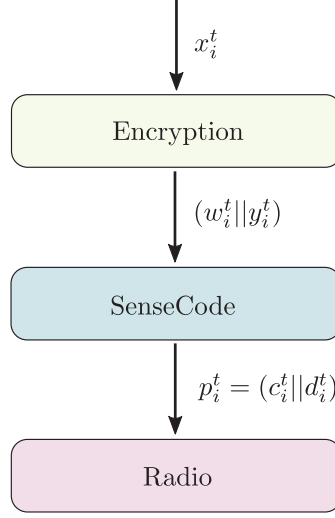 x_i^t
Encryption
(w_i^t||y_i^t)
SenseCode
p_i^t = (c_i^t||d_i^t)
Radio